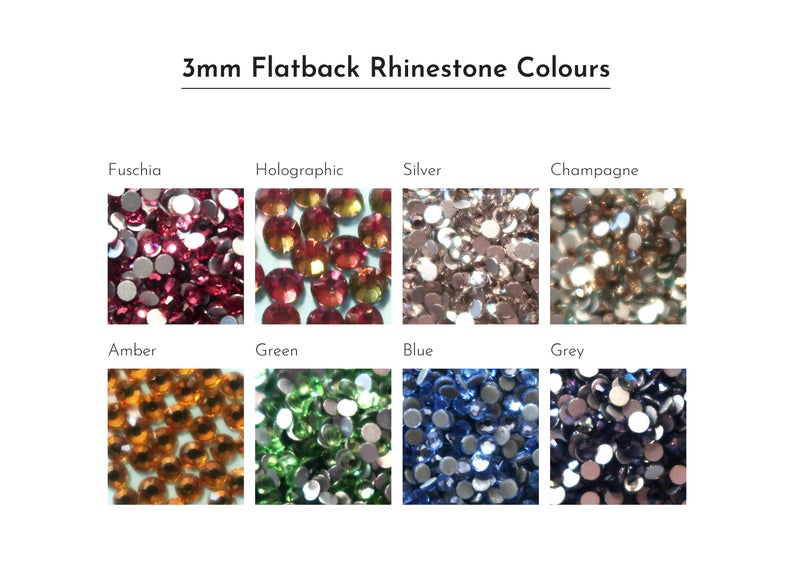 3mm Flatback Rhinestone Colours
Fuschia
Holographic
Silver
Champagne
Amber
Green
Blue
Grey